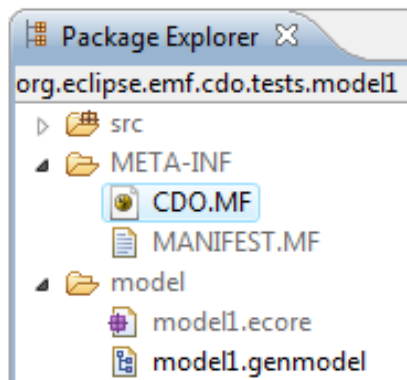 Package Explorer
org.eclipse.emf.cdo.tests.model1
src
META-INF
CDO.MF
MANIFEST.MF
model
model1.ecore
model1.genmodel